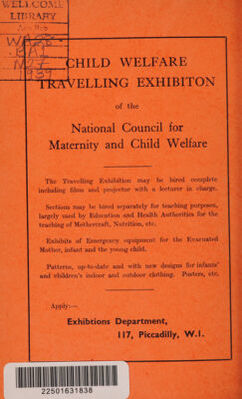 WELLCOME
LIBRARY
WA28
CHILD WELFARE
TRAVELLING EXHIBITON
of the
National Council for
Maternity and Child Welfare
The Travelling Exhibition may be hired complete
including films and projector with a lecturer in charge.
Sections may be hired separately for teaching purposes,
largely used by Education and Health Authorities for the
teaching of Mothercraft, Nutrition, etc.
Exhibits of Emergency equipment for the Evacuated
Mother, infant and the young child.
Patterns, up-to-date and with new designs for infants'
and children's indoor and outdoor clothing. Posters, etc.
Apply:—
Exhibtions Department,
117, Piccadilly, W.1.
22501631838